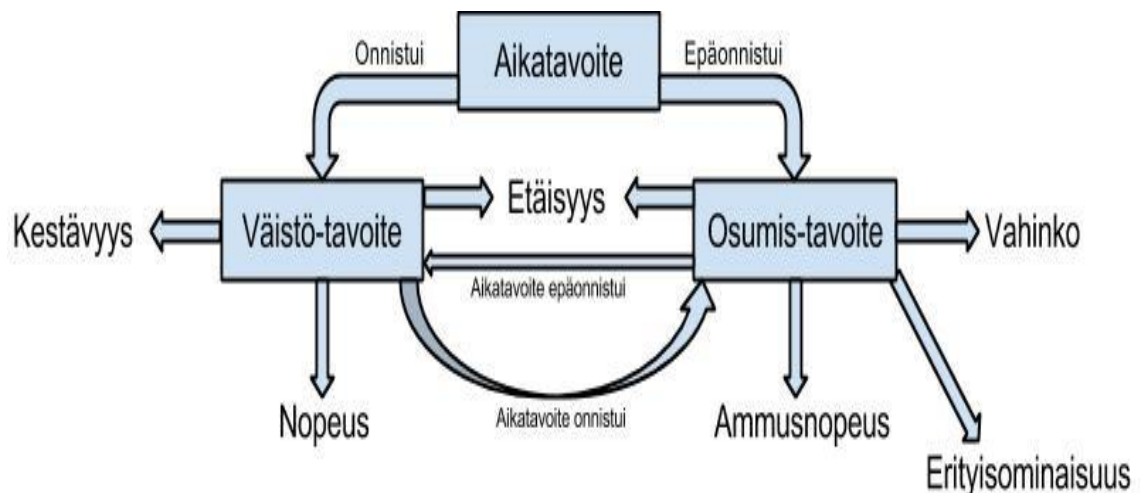 Onnistui
Aikatavoite
Epäonnistui
Kestävyys
Väistö-tavoite
Etäisyys
Osumis-tavoite
Vahinko
Aikatavoite epäonnistui
Nopeus
Aikatavoite onnistui
Ammusnopeus
Erityisominaisuus